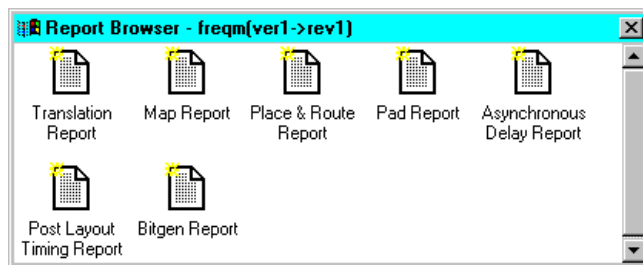 Report Browser - freqm(ver1->rev1)
Translation Report
Map Report
Place & Route Report
Pad Report
Asynchronous Delay Report
Post Layout Timing Report
Bitgen Report